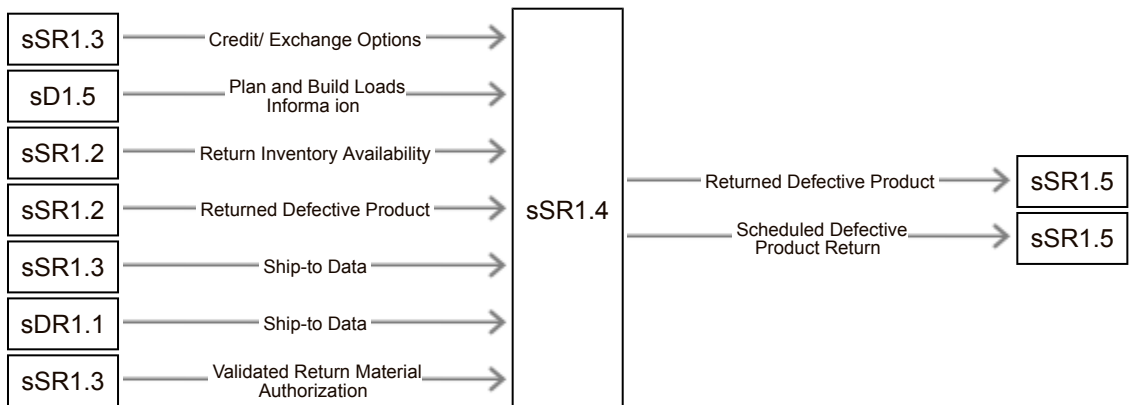 sSR1.3
Credit/ Exchange Options
sD1.5
Plan and Build Loads
Informa ion
sSR1.2
Return Inventory Availability
sSR1.2
Returned Defective Product
sSR1.3
Ship-to Data
sDR1.1
Ship-to Data
sSR1.3
Validated Return Material
Authorization
sSR1.4
Returned Defective Product
sSR1.5
Scheduled Defective
Product Return
sSR1.5